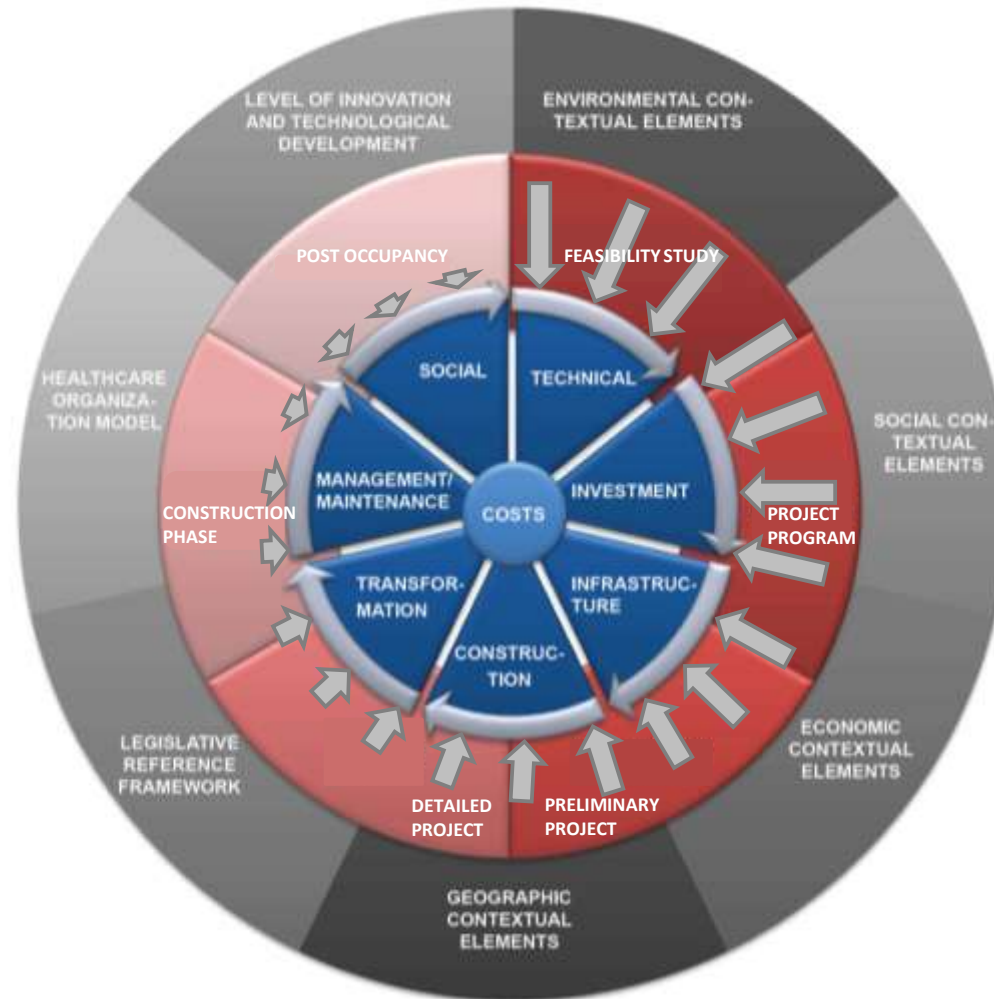 LEVEL OF INNOVATION
AND TECHNOLOGICAL
DEVELOPMENT
ENVIRONMENTAL CON-
TEXTUAL ELEMENTS
POST OCCUPANCY
FEASIBILITY STUDY
SOCIAL
TECHNICAL
HEALTHCARE
ORGANIZA-
TION MODEL
SOCIAL CON-
TEXTUAL
ELEMENTS
MANAGEMENT/
MAINTENANCE
INVESTMENT
COSTS
CONSTRUCTION
PHASE
PROJECT
PROGRAM
TRANSFOR-
MATION
INFRASTRUC-
TURE
CONSTRUC-
TION
LEGISLATIVE
REFERENCE
FRAMEWORK
ECONOMIC
CONTEXTUAL
ELEMENTS
DETAILED
PROJECT
PRELIMINARY
PROJECT
GEOGRAPHIC
CONTEXTUAL
ELEMENTS